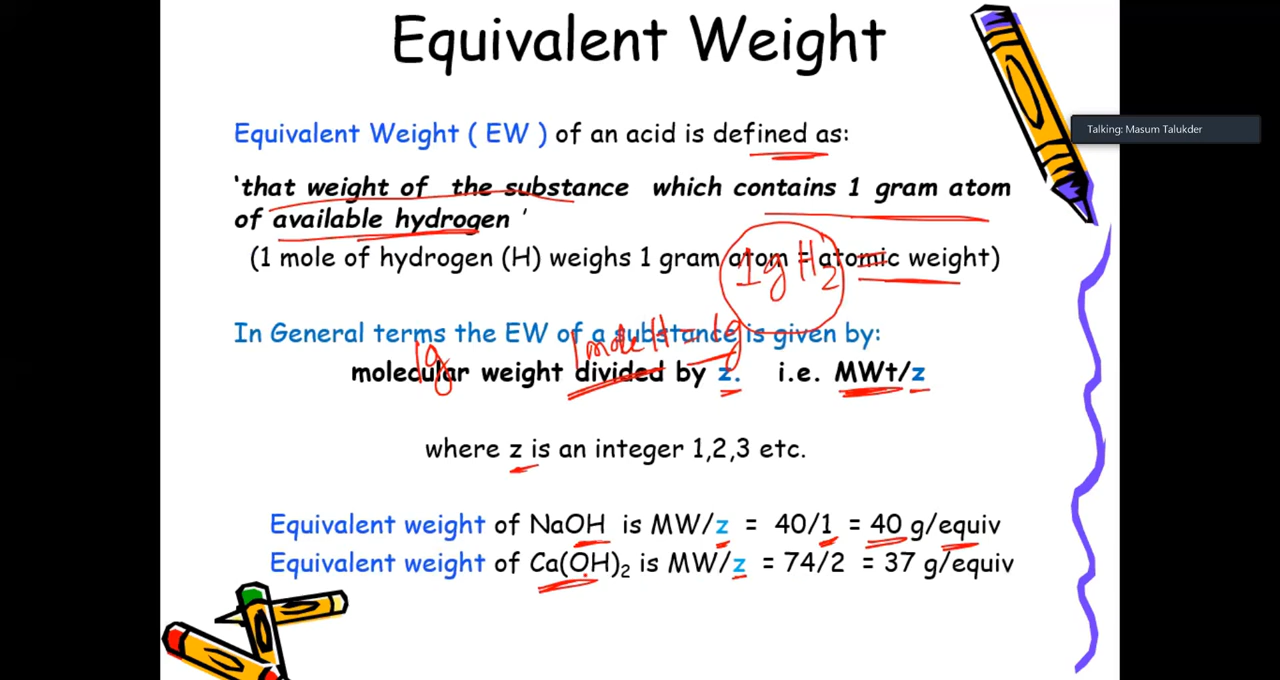 Equivalent Weight
Talking: Masum Talukder
Equivalent Weight ( EW ) of an acid is defined as:
‘that weight of the substance which contains 1 gram atom
of available hydrogen ’
(1 mole of hydrogen (H) weighs 1 gram atom = atomic weight)
1g H2
In General terms the EW of a substance is given by:
1mole H = 1g
1g
molecular weight divided by z. i.e. MWt/z
where z is an integer 1,2,3 etc.
Equivalent weight of NaOH is MW/z = 40/1 = 40 g/equiv
Equivalent weight of Ca(OH)₂ is MW/z = 74/2 = 37 g/equiv